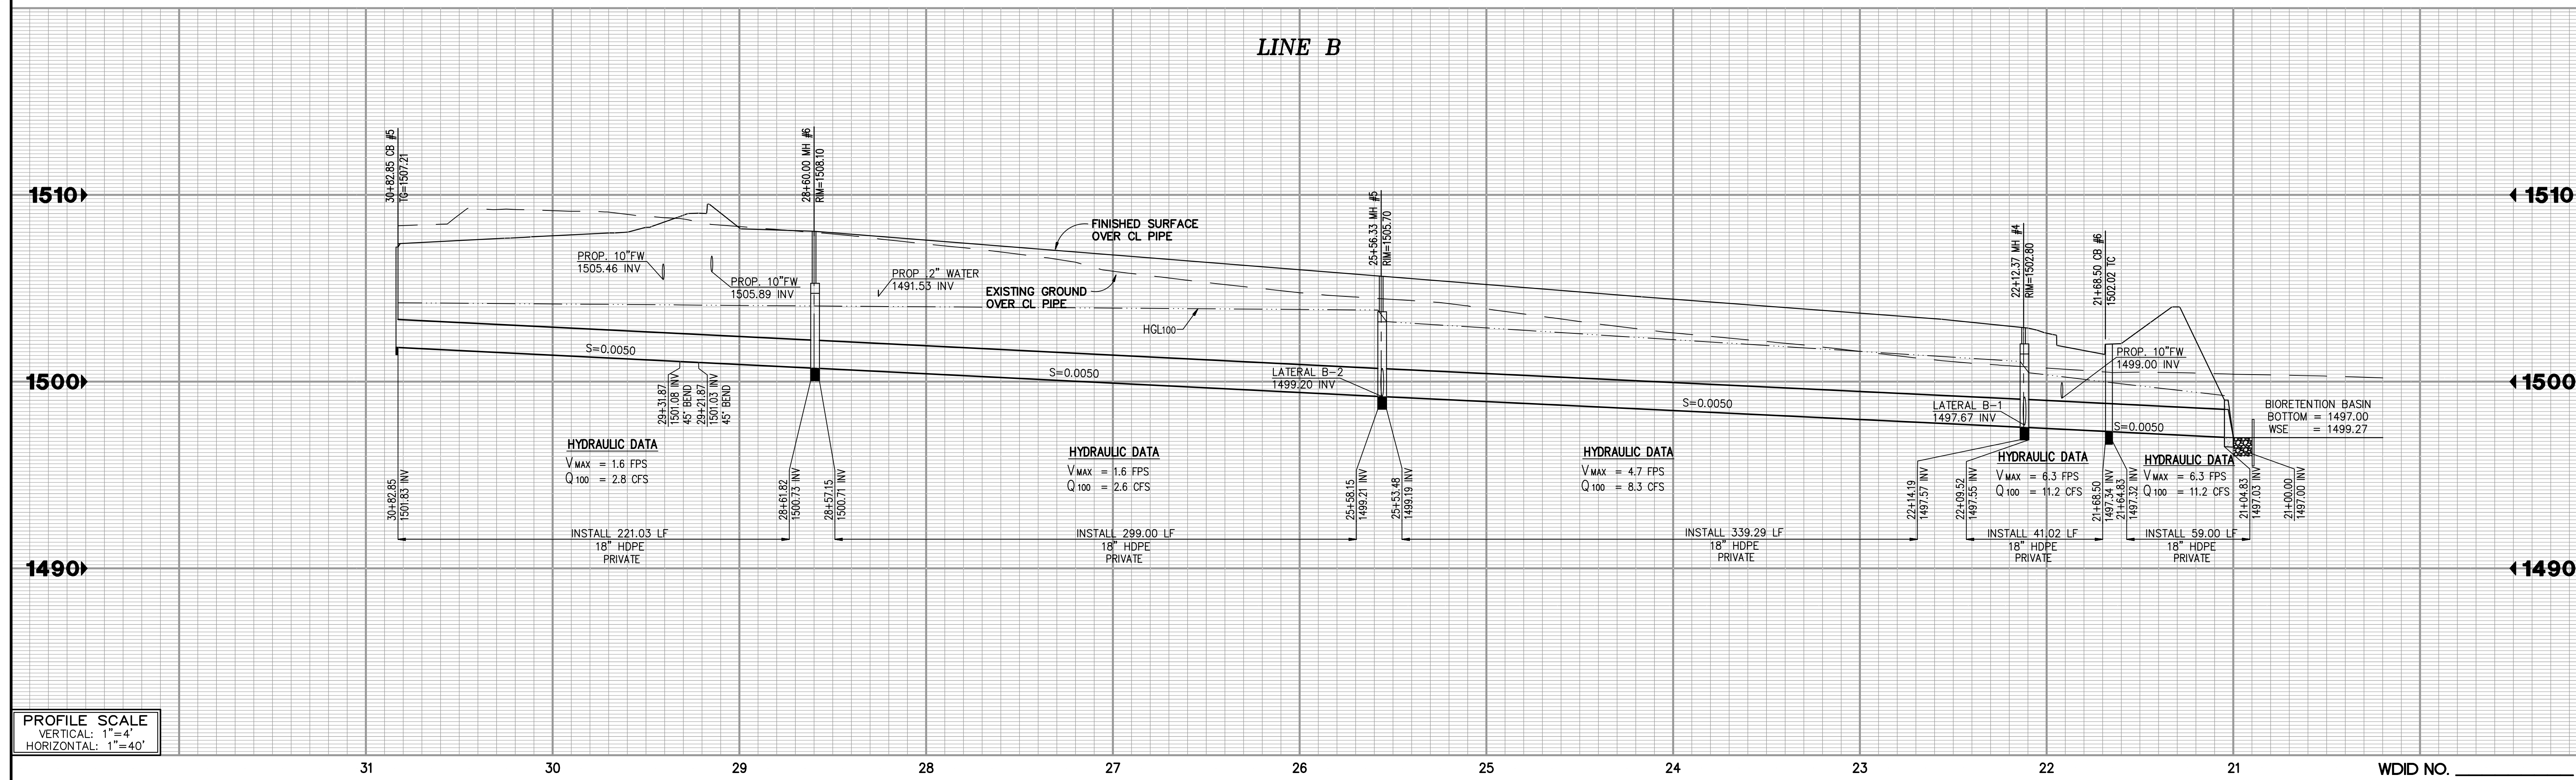 LINE B
1510
1500
1490
1510
1500
1490
30+82.85 CB #5
TG=1507.21
28+60.00 MH #6
RIM=1508.10
25+56.33 MH #5
RIM=1505.70
22+12.37 MH #4
RIM=1502.80
21+68.50 CB #6
1502.02 TC
FINISHED SURFACE
OVER CL PIPE
PROP. 10"FW
1505.46 INV
PROP. 10"FW
1505.89 INV
PROP .2" WATER
1491.53 INV
EXISTING GROUND
OVER CL PIPE
HGL100
PROP. 10"FW
1499.00 INV
S=0.0050
S=0.0050
S=0.0050
S=0.0050
LATERAL B-2
1499.20 INV
LATERAL B-1
1497.67 INV
BIORETENTION BASIN
BOTTOM = 1497.00
WSE = 1499.27
29+31.87
1501.08 INV
45° BEND
29+21.87
1501.03 INV
45° BEND
HYDRAULIC DATA
VMAX = 1.6 FPS
Q100 = 2.8 CFS
HYDRAULIC DATA
VMAX = 1.6 FPS
Q100 = 2.6 CFS
HYDRAULIC DATA
VMAX = 4.7 FPS
Q100 = 8.3 CFS
HYDRAULIC DATA
VMAX = 6.3 FPS
Q100 = 11.2 CFS
HYDRAULIC DATA
VMAX = 6.3 FPS
Q100 = 11.2 CFS
30+82.85
1501.83 INV
28+61.82
1500.73 INV
28+57.15
1500.71 INV
25+58.15
1499.21 INV
25+53.48
1499.19 INV
22+14.19
1497.57 INV
22+09.52
1497.55 INV
21+68.50
1497.34 INV
21+64.83
1497.32 INV
21+04.83
1497.03 INV
21+00.00
1497.00 INV
INSTALL 221.03 LF
18" HDPE
PRIVATE
INSTALL 299.00 LF
18" HDPE
PRIVATE
INSTALL 339.29 LF
18" HDPE
PRIVATE
INSTALL 41.02 LF
18" HDPE
PRIVATE
INSTALL 59.00 LF
18" HDPE
PRIVATE
PROFILE SCALE
VERTICAL: 1"=4'
HORIZONTAL: 1"=40'
31 30 29 28 27 26 25 24 23 22 21
WDID NO.